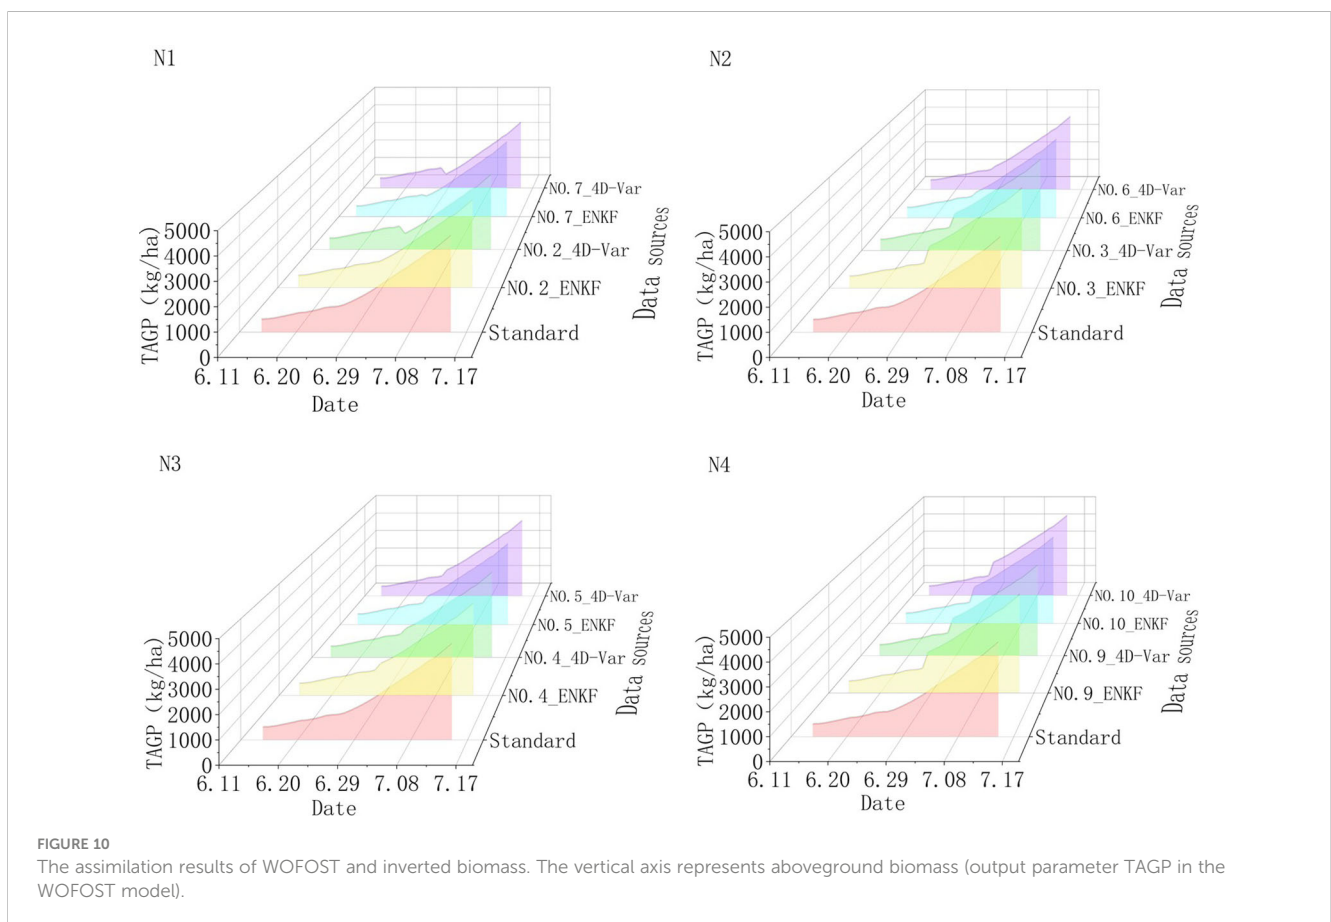 N1
5000
4000
3000
2000
1000
0
TAGP (kg/ha)
6.11 6.20 6.29 7.08 7.17
Date
NO.7_4D-Var
NO.7_ENKF
NO.2_4D-Var
NO.2_ENKF
Standard
Data sources
N2
5000
4000
3000
2000
1000
0
TAGP (kg/ha)
6.11 6.20 6.29 7.08 7.17
Date
NO.6_4D-Var
NO.6_ENKF
NO.3_4D-Var
NO.3_ENKF
Standard
Data sources
N3
5000
4000
3000
2000
1000
0
TAGP (kg/ha)
6.11 6.20 6.29 7.08 7.17
Date
NO.5_4D-Var
NO.5_ENKF
NO.4_4D-Var
NO.4_ENKF
Standard
Data sources
N4
5000
4000
3000
2000
1000
0
TAGP (kg/ha)
6.11 6.20 6.29 7.08 7.17
Date
NO.10_4D-Var
NO.10_ENKF
NO.9_4D-Var
NO.9_ENKF
Standard
Data sources
FIGURE 10
The assimilation results of WOFOST and inverted biomass. The vertical axis represents aboveground biomass (output parameter TAGP in the
WOFOST model).